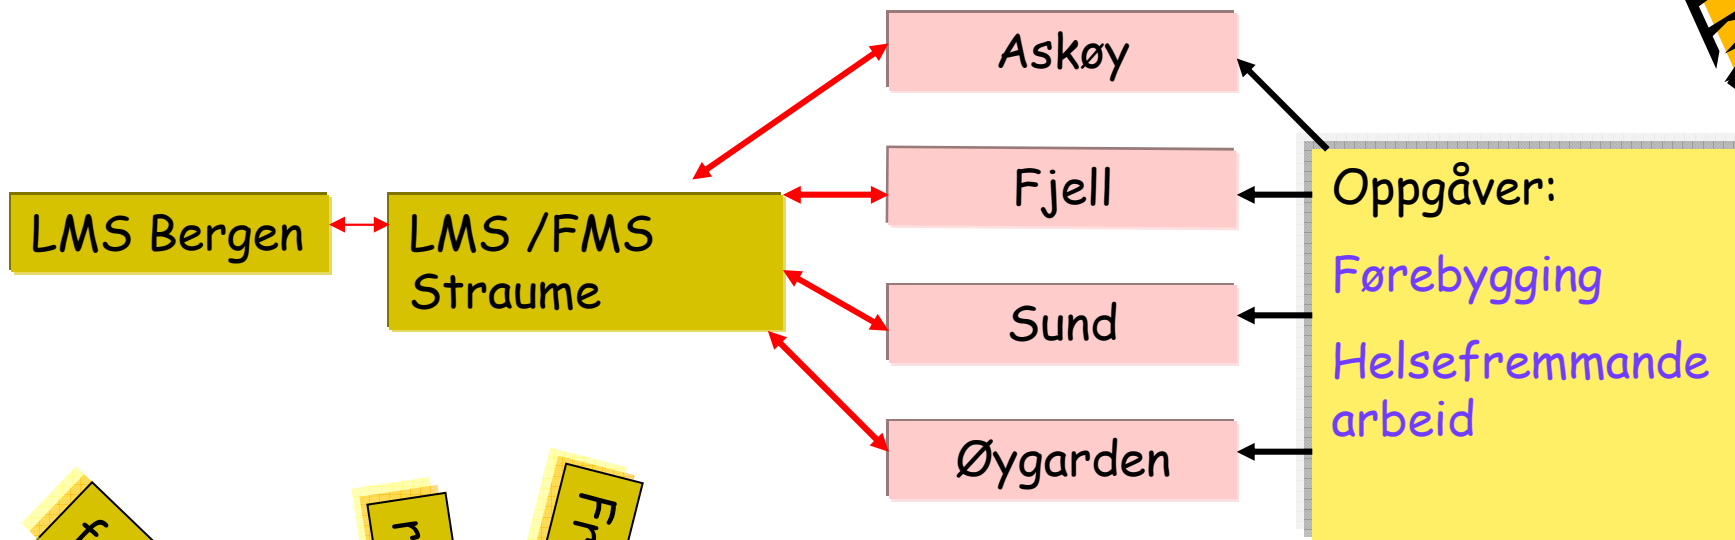 LMS Bergen
LMS /FMS
Straume
Askøy
Fjell
Sund
Øygarden
Oppgåver:
Førebygging
Helsefremmande
arbeid